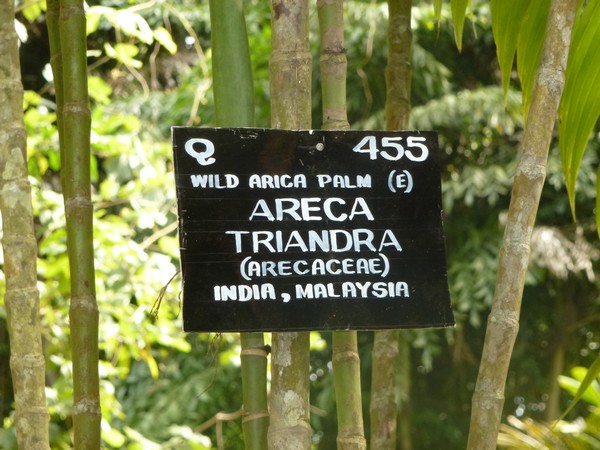 Q 455
WILD ARICA PALM (E)
ARECA
TRIANDRA
(ARECACEAE)
INDIA, MALAYSIA